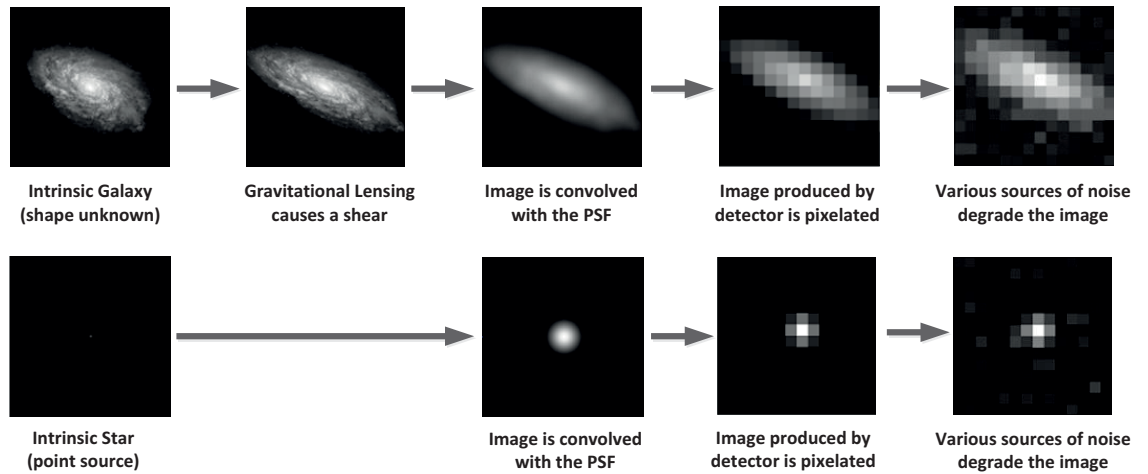 Intrinsic Galaxy
(shape unknown)
Gravitational Lensing
causes a shear
Image is convolved
with the PSF
Image produced by
detector is pixelated
Various sources of noise
degrade the image
Intrinsic Star
(point source)
Image is convolved
with the PSF
Image produced by
detector is pixelated
Various sources of noise
degrade the image